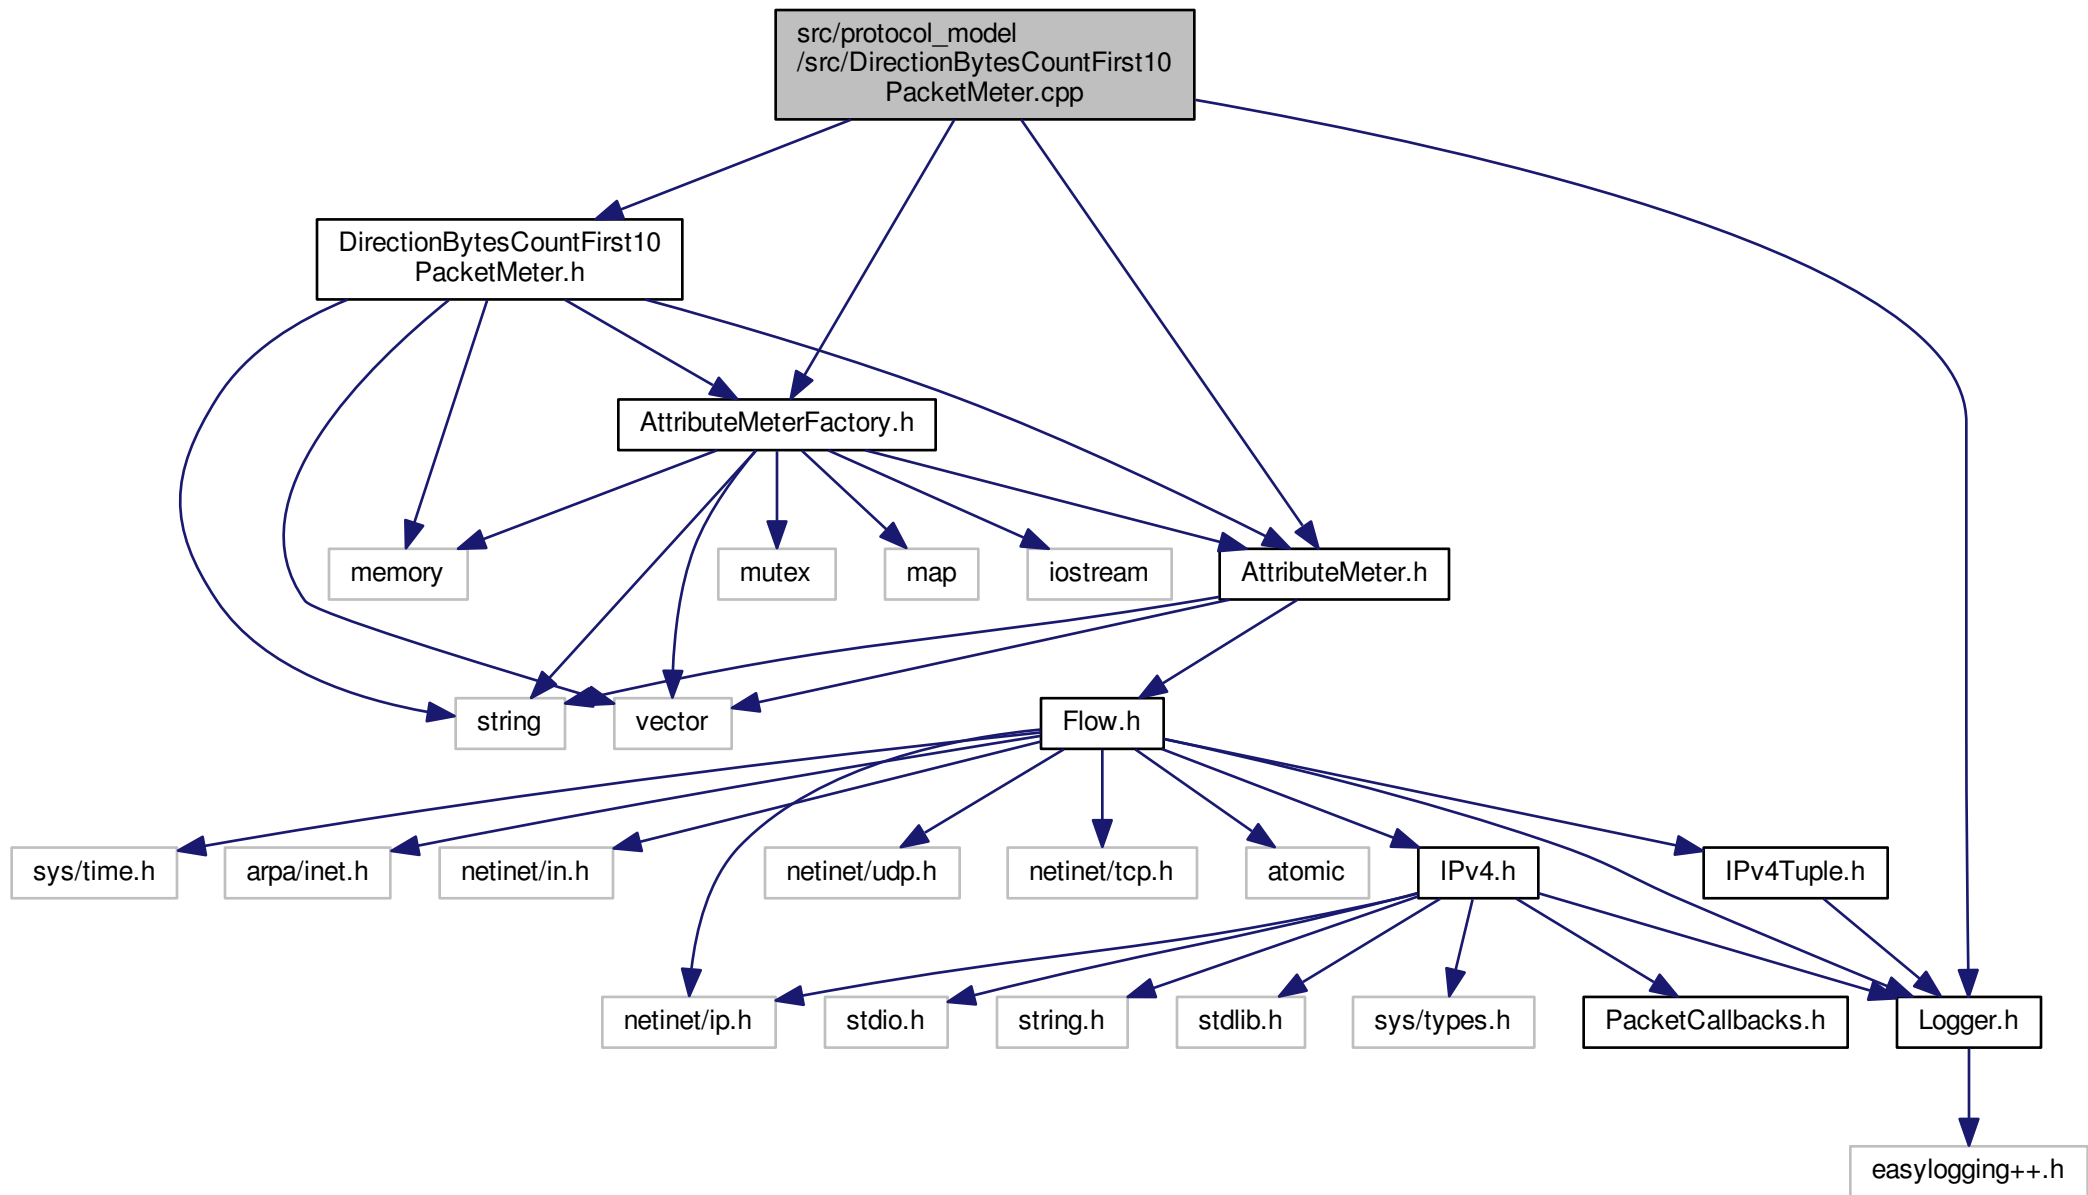 src/protocol_model
/src/DirectionBytesCountFirst10
PacketMeter.cpp
DirectionBytesCountFirst10
PacketMeter.h
AttributeMeterFactory.h
memory
mutex
map
iostream
AttributeMeter.h
string
vector
Flow.h
sys/time.h
arpa/inet.h
netinet/in.h
netinet/udp.h
netinet/tcp.h
atomic
IPv4.h
IPv4Tuple.h
netinet/ip.h
stdio.h
string.h
stdlib.h
sys/types.h
PacketCallbacks.h
Logger.h
easylogging++.h